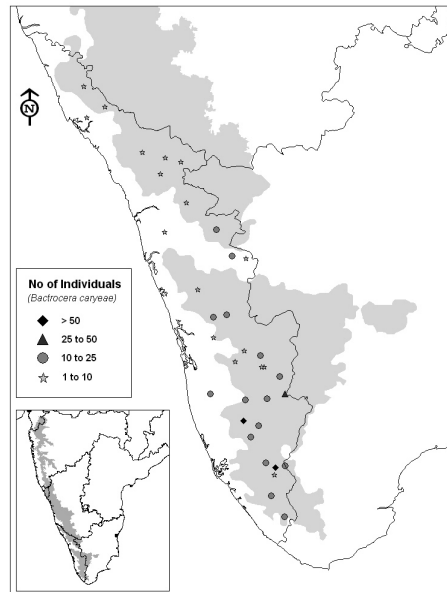 N
No of Individuals
(Bactrocera caryeae)
> 50
25 to 50
10 to 25
1 to 10